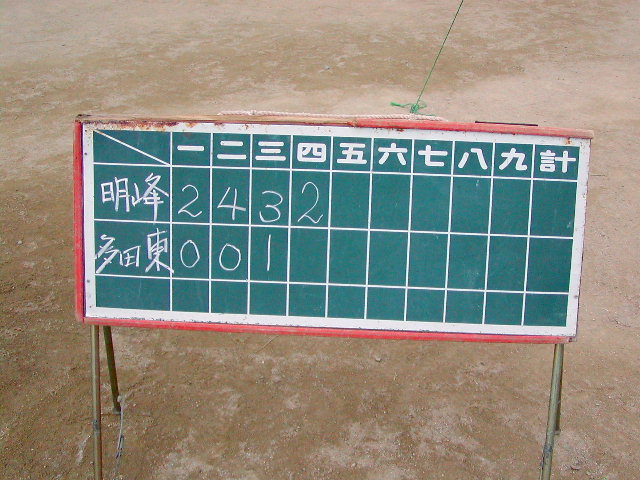 一 二 三 四 五 六 七 八 九 計
明峰 2 4 3 2
多田東 0 0 1